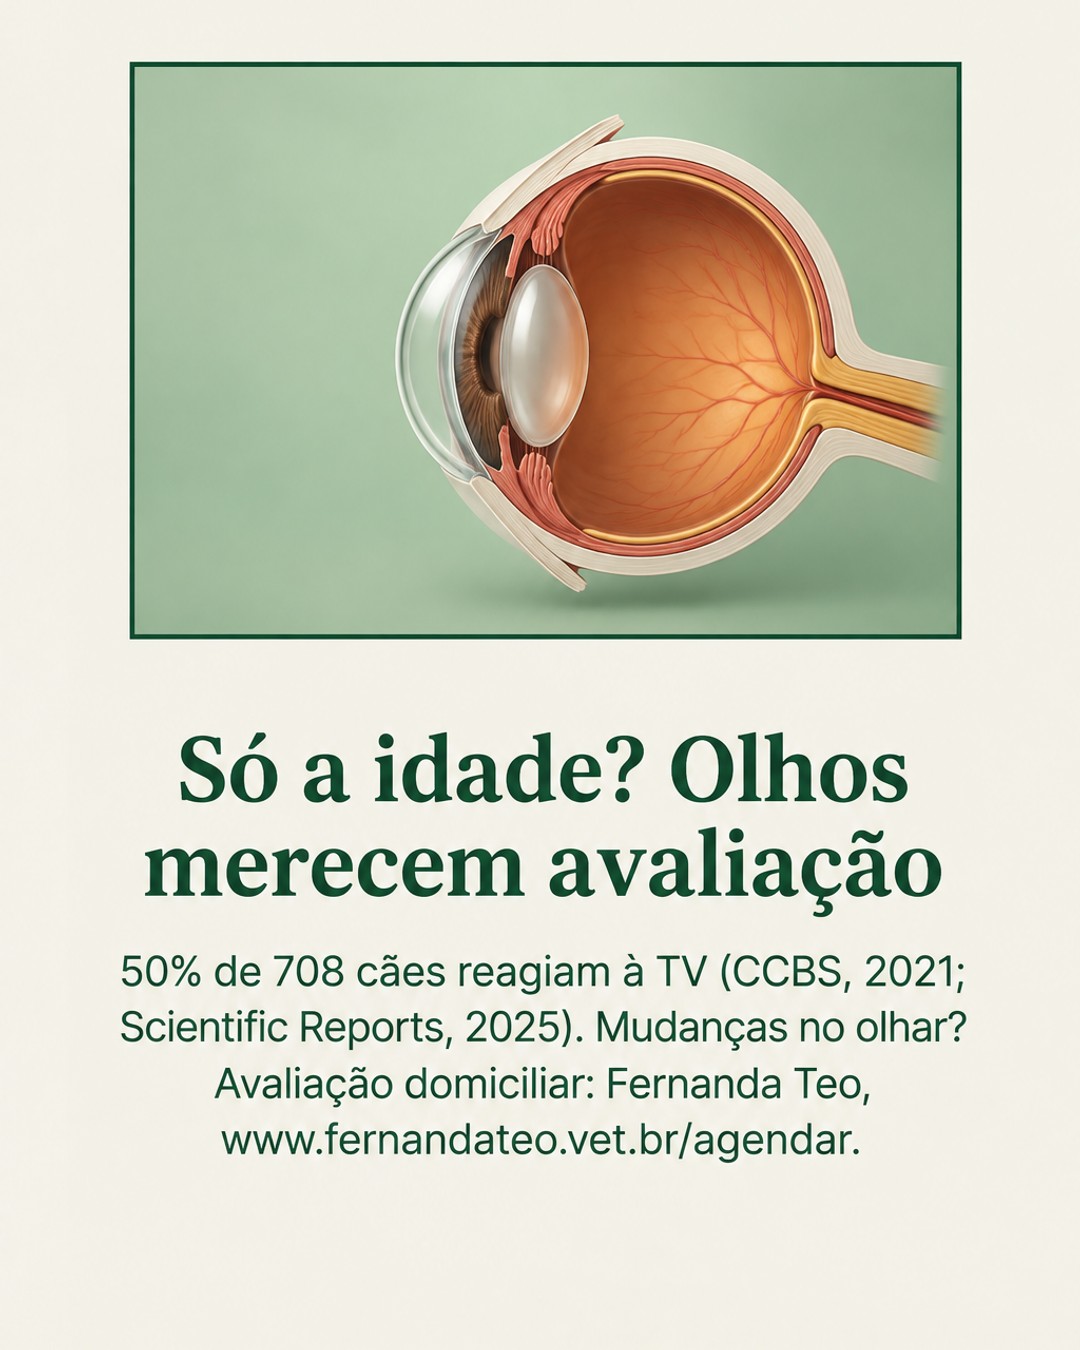 Só a idade? Olhos
merecem avaliação
50% de 708 cães reagiam à TV (CCBS, 2021;
Scientific Reports, 2025). Mudanças no olhar?
Avaliação domiciliar: Fernanda Teo,
www.fernandateo.vet.br/agendar.